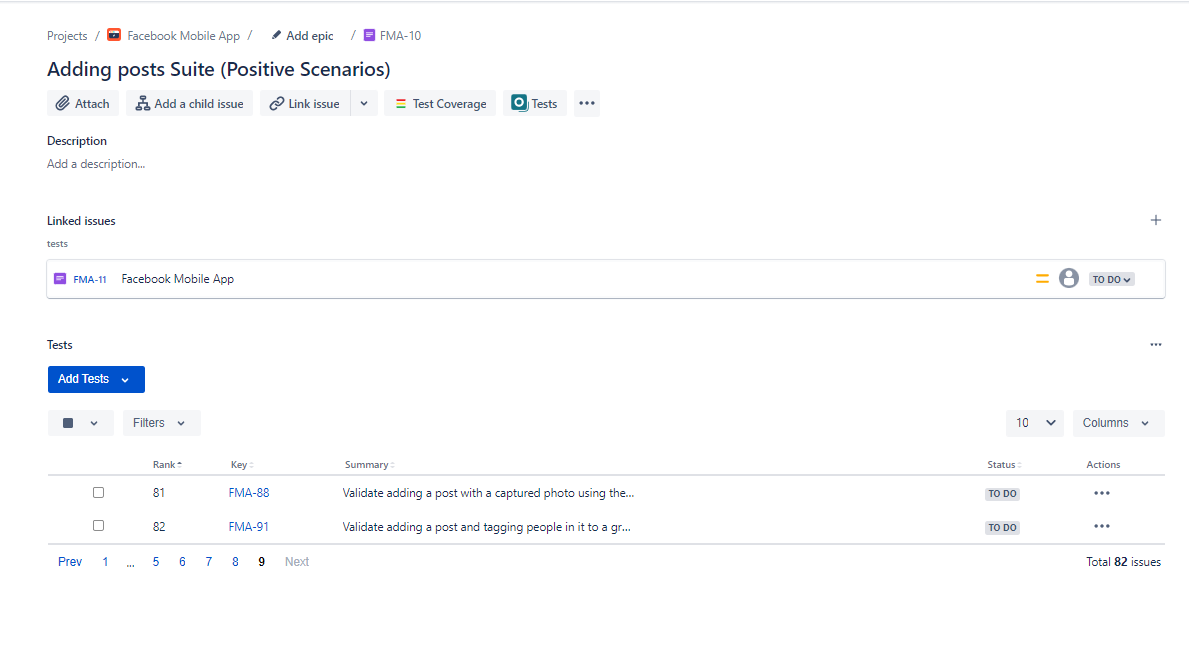 Projects / Facebook Mobile App / Add epic / FMA-10
Adding posts Suite (Positive Scenarios)
Attach Add a child issue Link issue Test Coverage Tests
Description
Add a description...
Linked issues
tests
FMA-11 Facebook Mobile App TO DO
Tests
Add Tests
Filters 10 Columns
Rank Key Summary Status Actions
81 FMA-88 Validate adding a post with a captured photo using the... TO DO
82 FMA-91 Validate adding a post and tagging people in it to a gr... TO DO
Prev 1 ... 5 6 7 8 9 Next Total 82 issues